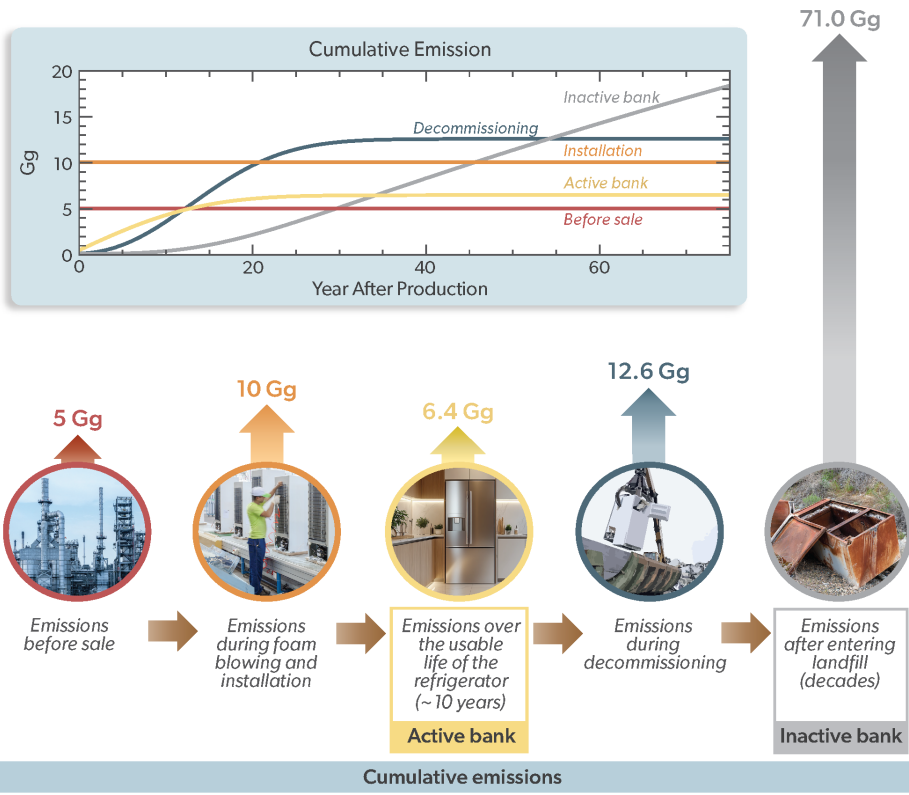 71.0 Gg
Cumulative Emission
20
15
10
5
0
Gg
Inactive bank
Decommissioning
Installation
Active bank
Before sale
0 20 40 60
Year After Production
5 Gg
10 Gg
6.4 Gg
12.6 Gg
Emissions
before sale
Emissions
during foam
blowing and
installation
Emissions over
the usable
life of the
refrigerator
(~10 years)
Active bank
Emissions
during
decommissioning
Emissions
after entering
landfill
(decades)
Inactive bank
Cumulative emissions